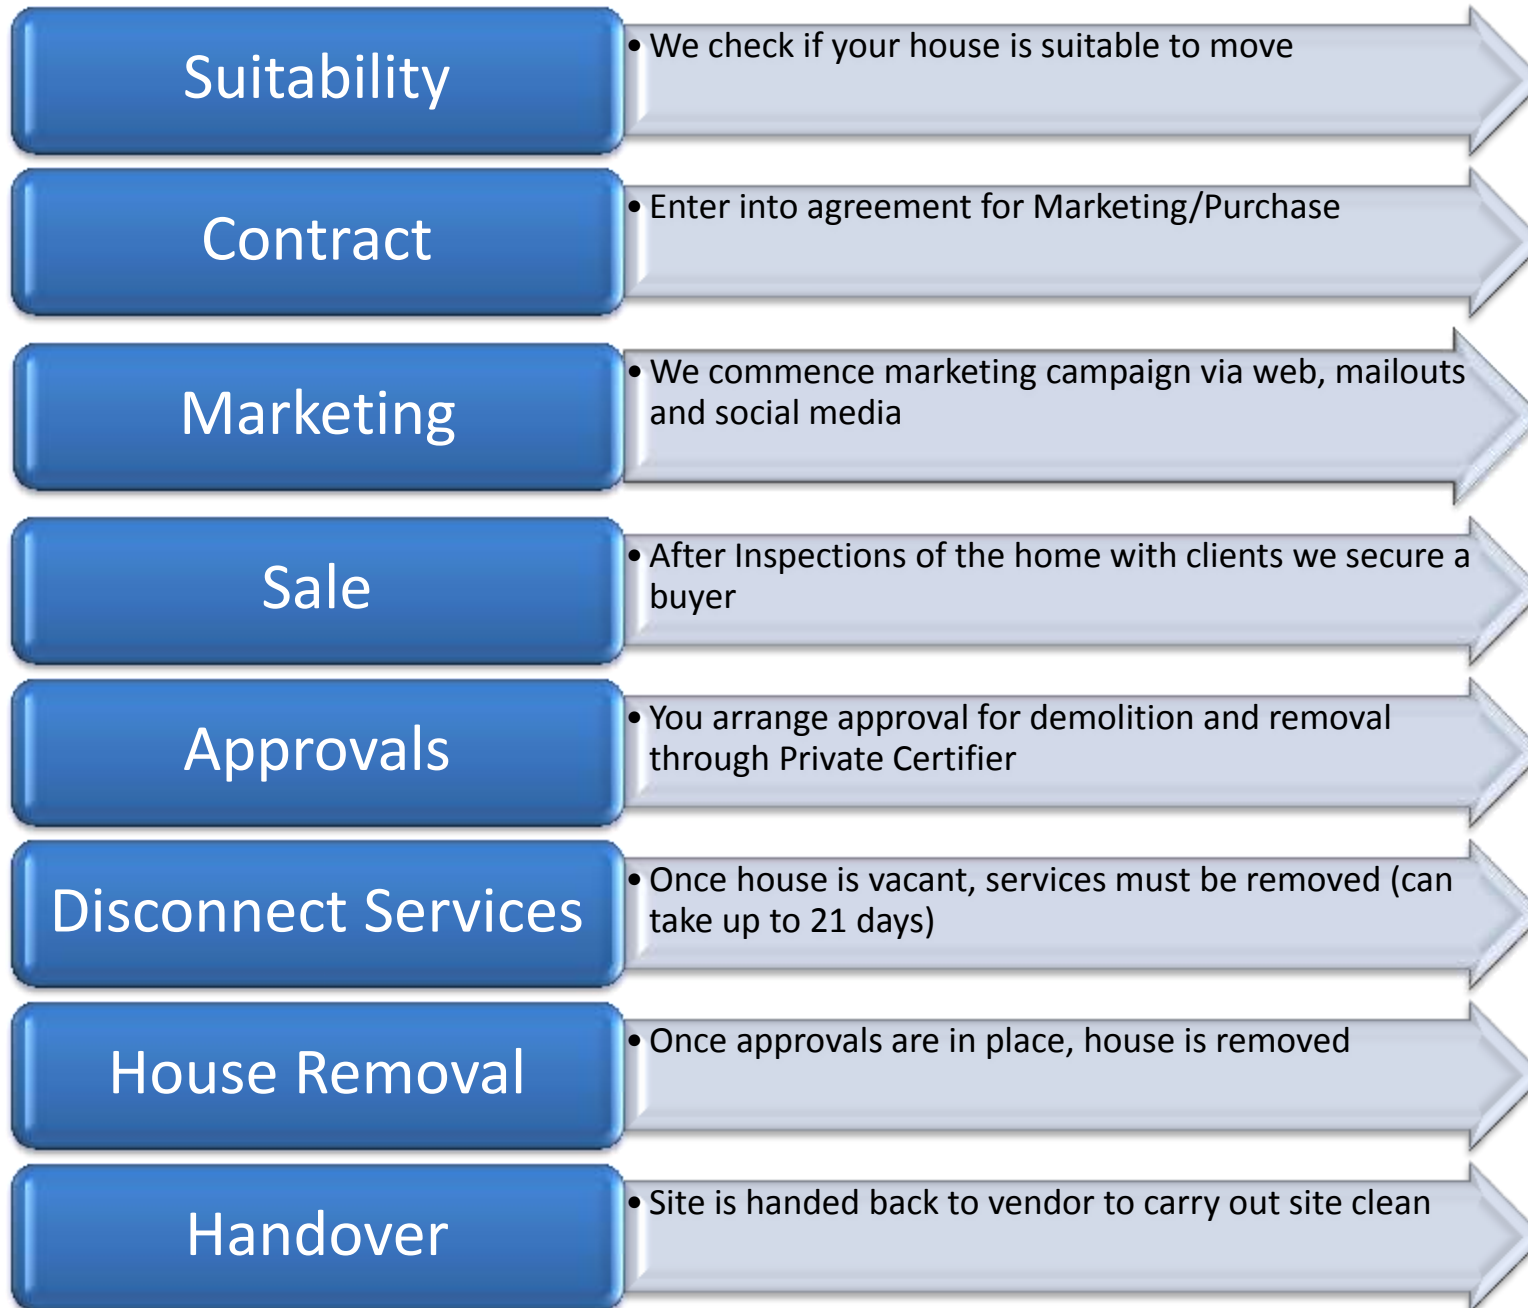 Suitability
• We check if your house is suitable to move
Contract
• Enter into agreement for Marketing/Purchase
Marketing
• We commence marketing campaign via web, mailouts
and social media
Sale
• After Inspections of the home with clients we secure a
buyer
Approvals
• You arrange approval for demolition and removal
through Private Certifier
Disconnect Services
• Once house is vacant, services must be removed (can
take up to 21 days)
House Removal
• Once approvals are in place, house is removed
Handover
• Site is handed back to vendor to carry out site clean